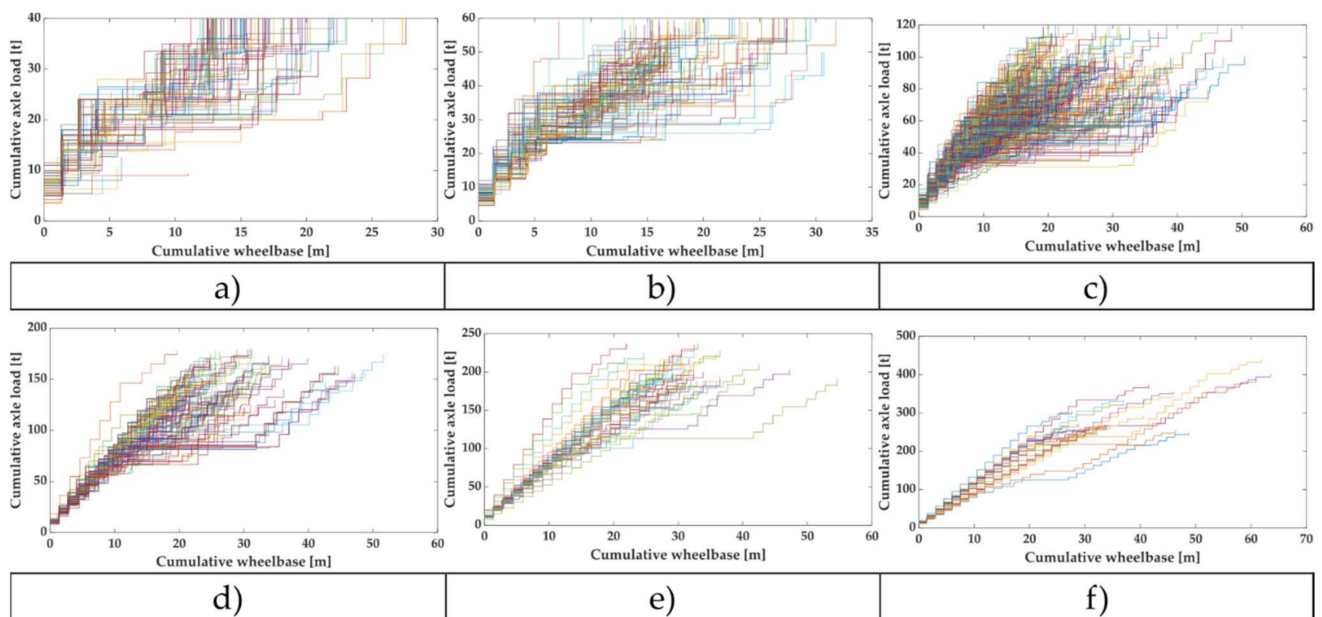 40
30
20
10
0
0 5 10 15 20 25 30
Cumulative axle load [t]
Cumulative wheelbase [m]
60
50
40
30
20
10
0
0 5 10 15 20 25 30 35
Cumulative axle load [t]
Cumulative wheelbase [m]
120
100
80
60
40
20
0
0 10 20 30 40 50 60
Cumulative axle load [t]
Cumulative wheelbase [m]
a) b) c)
200
150
100
50
0
0 10 20 30 40 50 60
Cumulative axle load [t]
Cumulative wheelbase [m]
250
200
150
100
50
0
0 10 20 30 40 50 60
Cumulative axle load [t]
Cumulative wheelbase [m]
500
400
300
200
100
0
0 10 20 30 40 50 60 70
Cumulative axle load [t]
Cumulative wheelbase [m]
d) e) f)